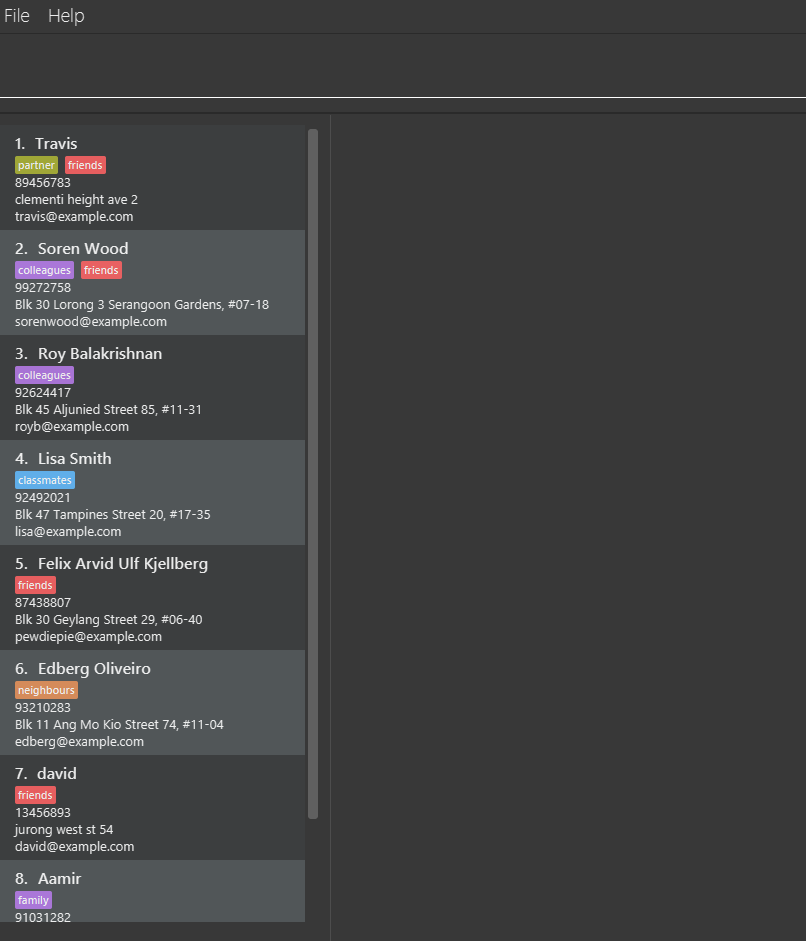 File Help
1. Travis
partner friends
89456783
clementi height ave 2
travis@example.com
2. Soren Wood
colleagues friends
99272758
Blk 30 Lorong 3 Serangoon Gardens, #07-18
sorenwood@example.com
3. Roy Balakrishnan
colleagues
92624417
Blk 45 Aljunied Street 85, #11-31
royb@example.com
4. Lisa Smith
classmates
92492021
Blk 47 Tampines Street 20, #17-35
lisa@example.com
5. Felix Arvid Ulf Kjellberg
friends
87438807
Blk 30 Geylang Street 29, #06-40
pewdiepie@example.com
6. Edberg Oliveiro
neighbours
93210283
Blk 11 Ang Mo Kio Street 74, #11-04
edberg@example.com
7. david
friends
13456893
jurong west st 54
david@example.com
8. Aamir
family
91031282